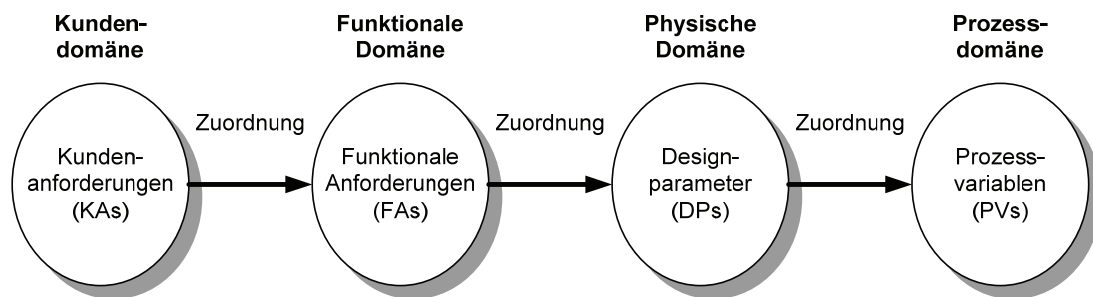 Kunden-
domäne
Funktionale
Domäne
Physische
Domäne
Prozess-
domäne
Zuordnung
Zuordnung
Zuordnung
Kunden-
anforderungen
(KAs)
Funktionale
Anforderungen
(FAs)
Design-
parameter
(DPs)
Prozess-
variablen
(PVs)